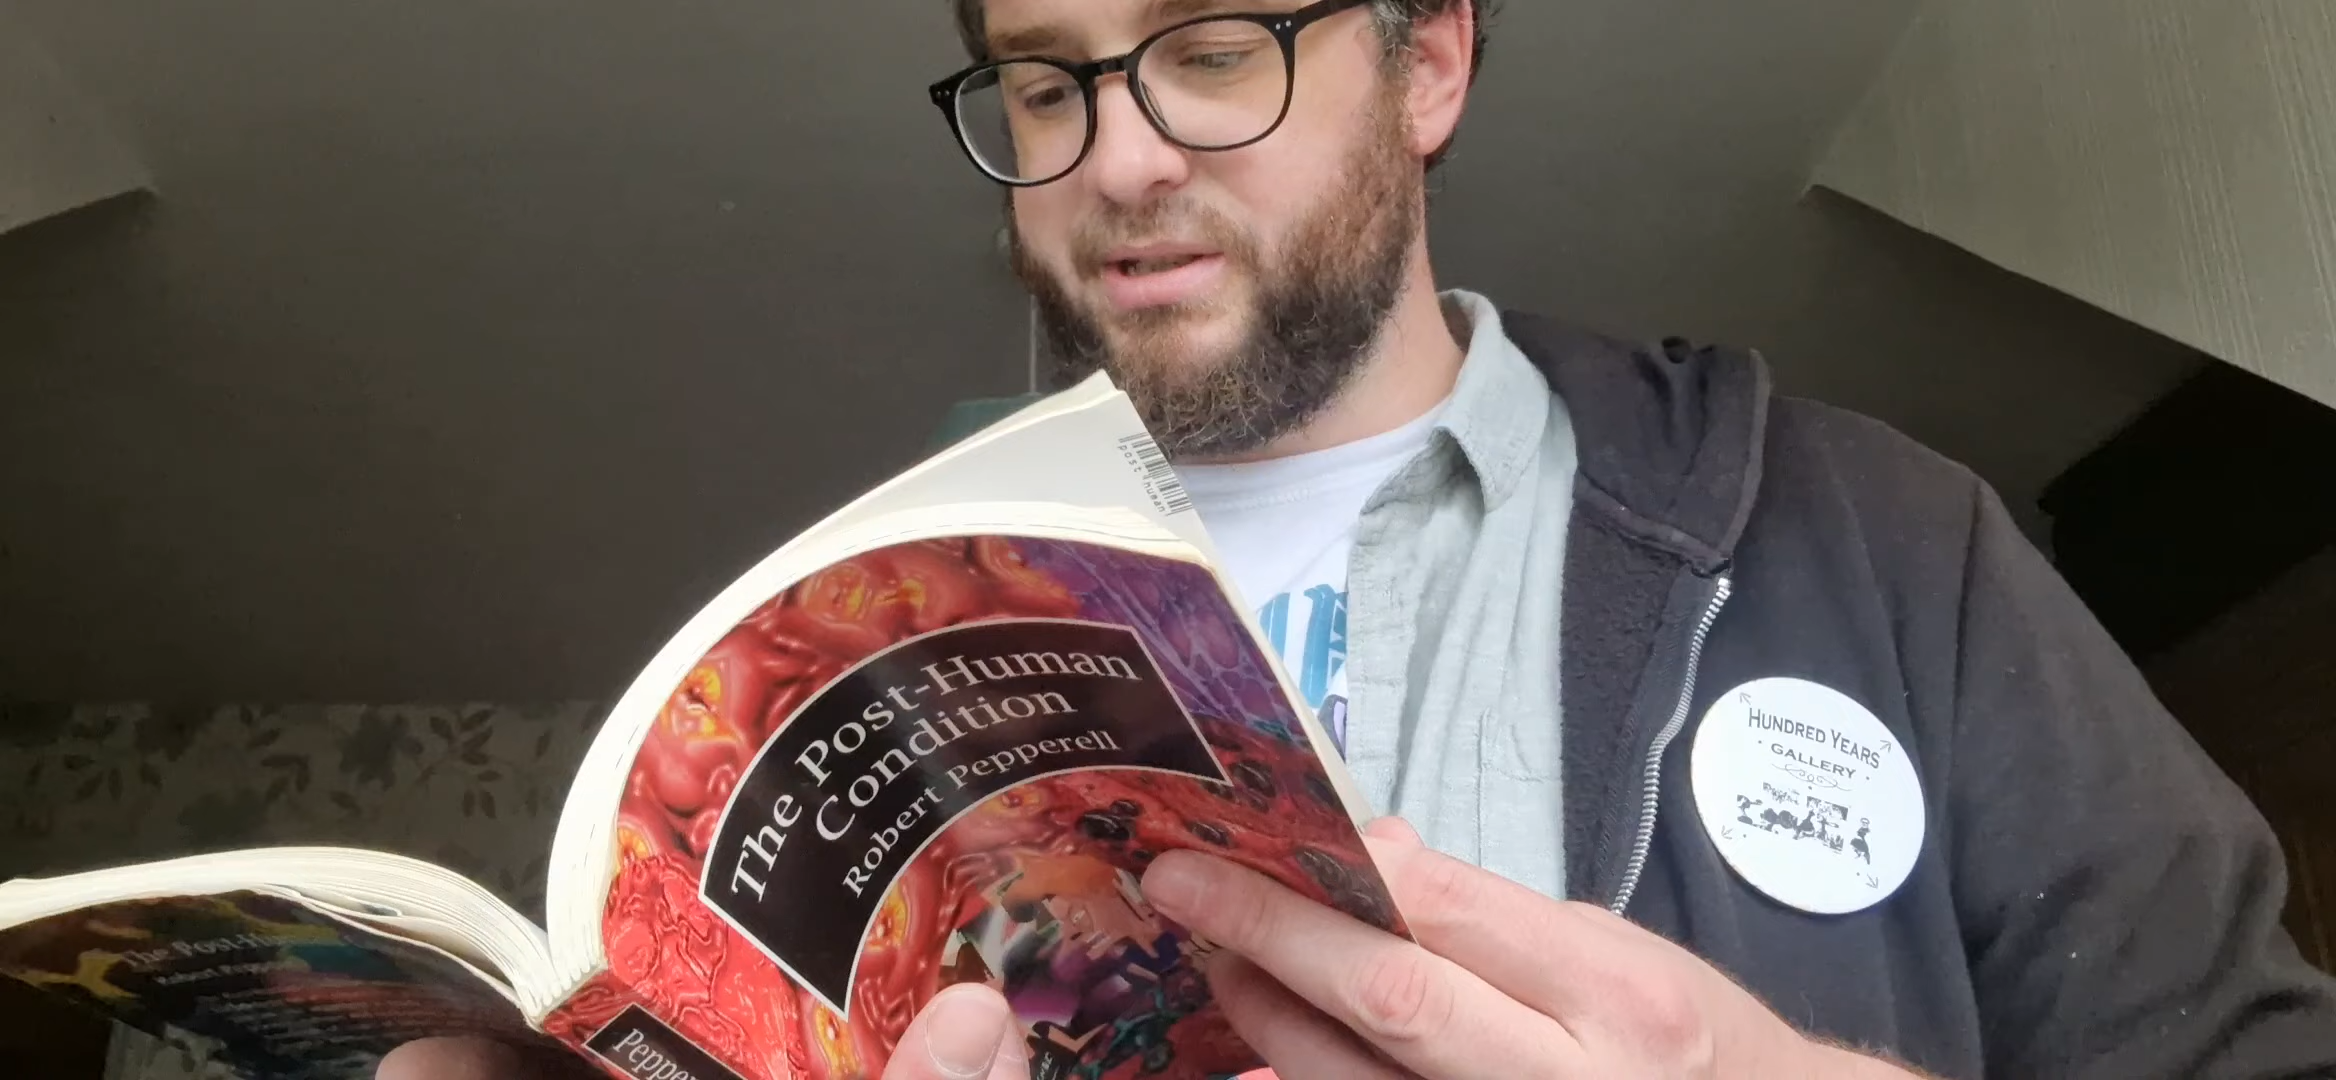 post human
The Post-Human
Condition
Robert Pepperell
HUNDRED YEARS
GALLERY